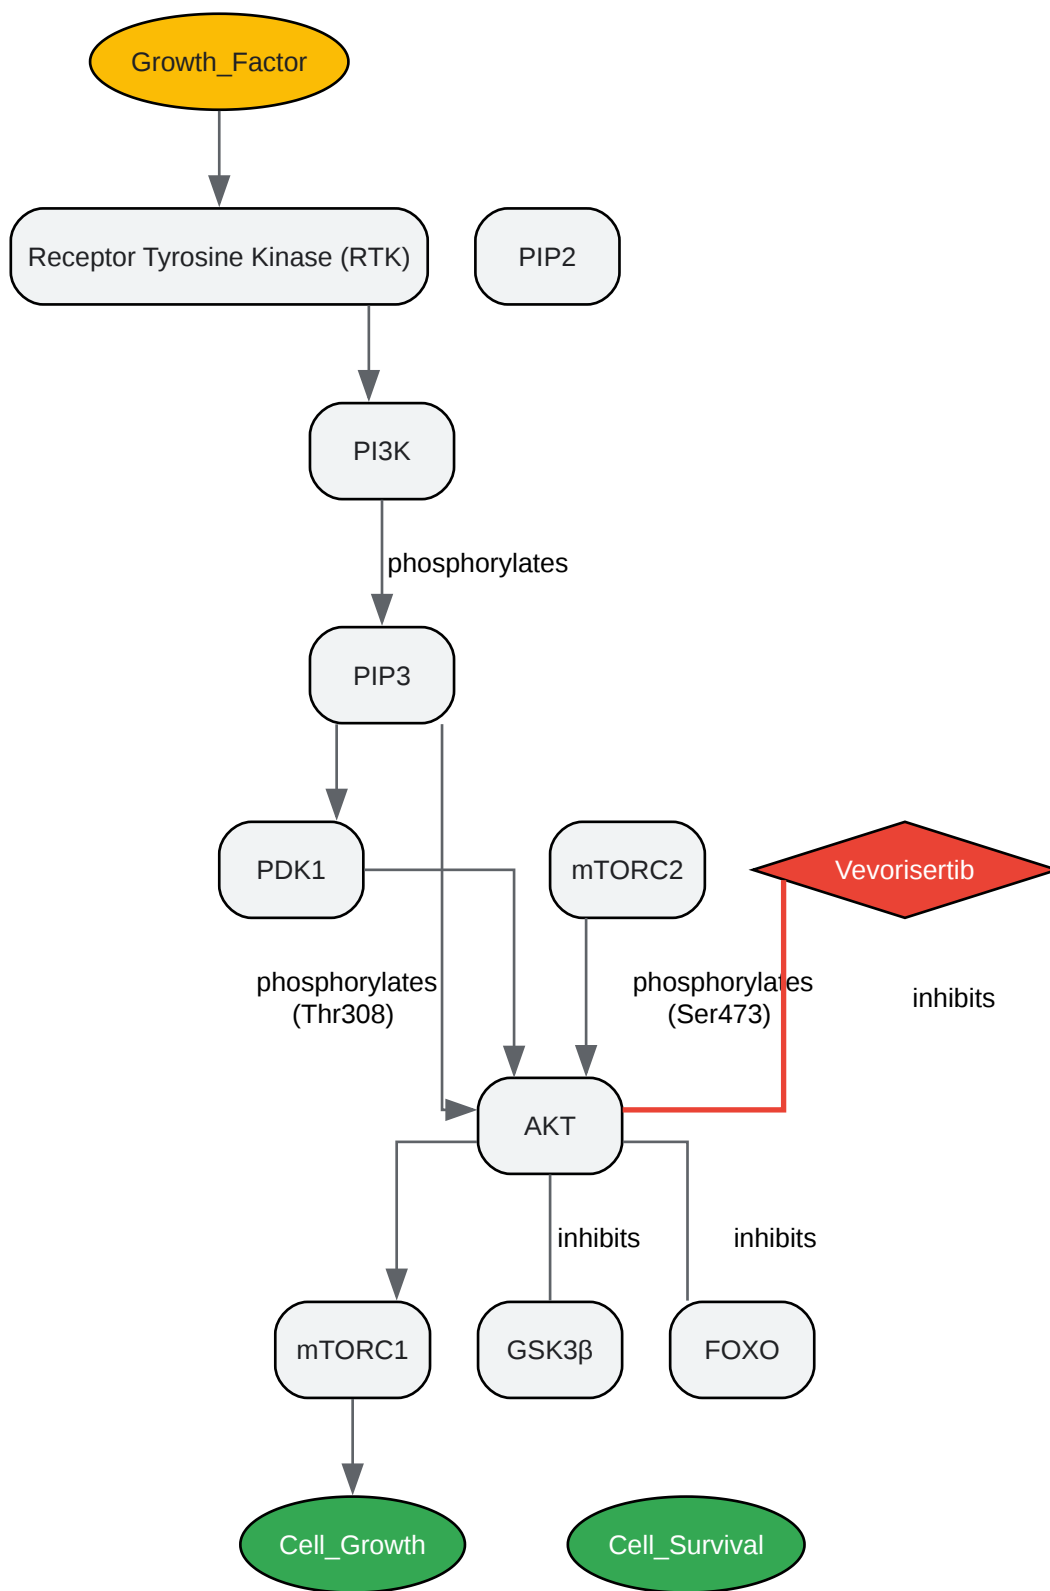 Growth_Factor
Receptor Tyrosine Kinase (RTK)
PIP2
PI3K
phosphorylates
PIP3
PDK1
mTORC2
Vevorisertib
phosphorylates
(Thr308)
phosphorylates
(Ser473)
inhibits
AKT
inhibits
inhibits
mTORC1
GSK3β
FOXO
Cell_Growth
Cell_Survival